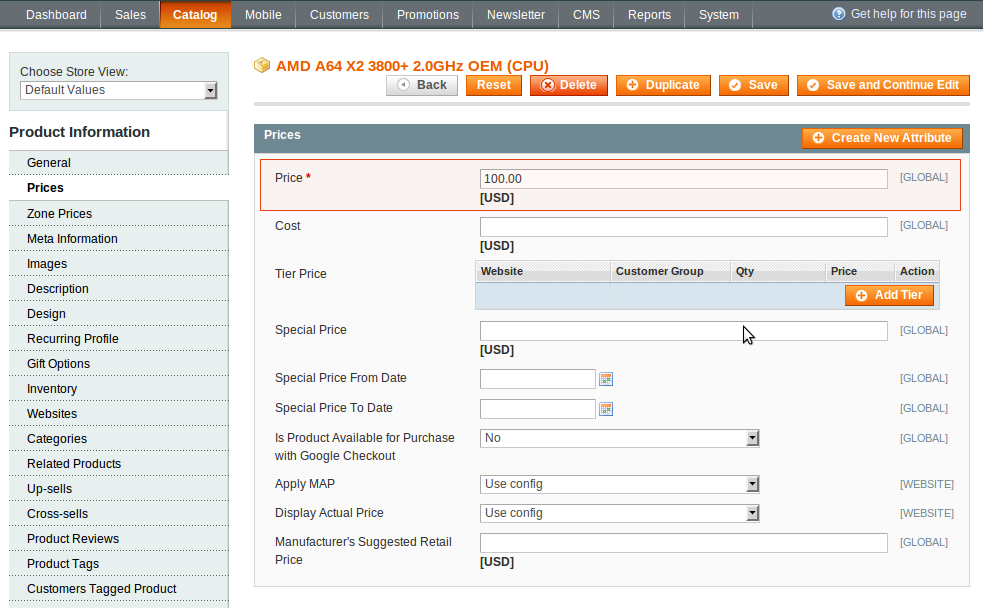 Dashboard Sales Catalog Mobile Customers Promotions Newsletter CMS Reports System Get help for this page
Choose Store View:
Default Values
Product Information
General
Prices
Zone Prices
Meta Information
Images
Description
Design
Recurring Profile
Gift Options
Inventory
Websites
Categories
Related Products
Up-sells
Cross-sells
Product Reviews
Product Tags
Customers Tagged Product
AMD A64 X2 3800+ 2.0GHz OEM (CPU)
Back Reset Delete Duplicate Save Save and Continue Edit
Prices Create New Attribute
Price * 100.00 [GLOBAL]
[USD]
Cost [GLOBAL]
[USD]
Tier Price Website Customer Group Qty Price Action
Add Tier
Special Price [GLOBAL]
[USD]
Special Price From Date [GLOBAL]
Special Price To Date [GLOBAL]
Is Product Available for Purchase No [GLOBAL]
with Google Checkout
Apply MAP Use config [WEBSITE]
Display Actual Price Use config [WEBSITE]
Manufacturer's Suggested Retail [GLOBAL]
Price [USD]